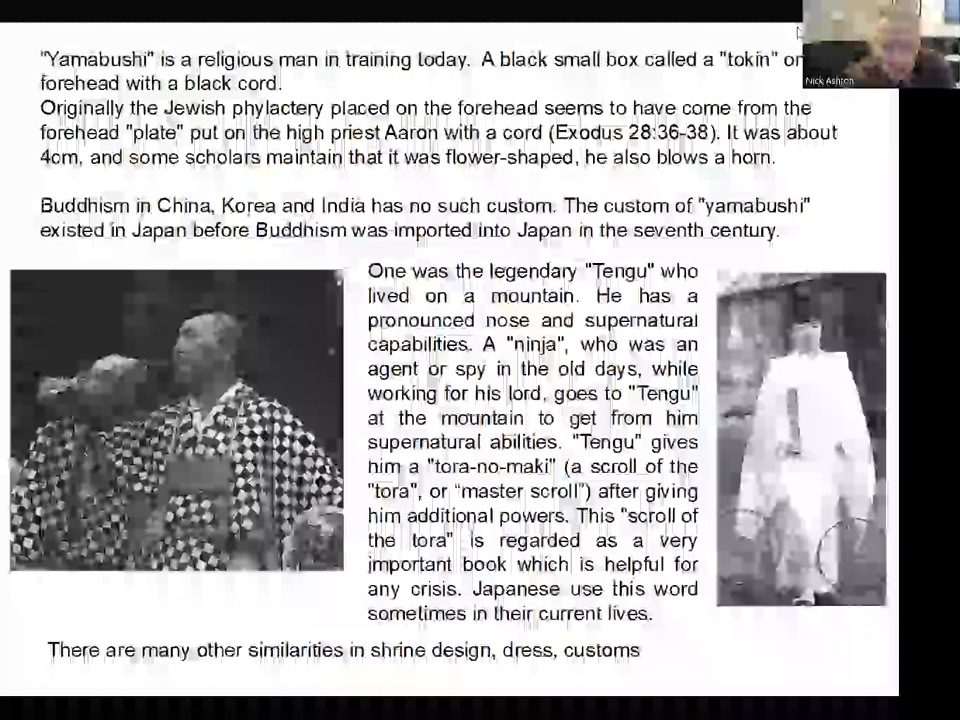 "Yamabushi" is a religious man in training today. A black small box called a "tokin" on
forehead with a black cord.
Originally the Jewish phylactery placed on the forehead seems to have come from the
forehead "plate" put on the high priest Aaron with a cord (Exodus 28:36-38). It was about
4cm, and some scholars maintain that it was flower-shaped, he also blows a horn.
Buddhism in China, Korea and India has no such custom. The custom of "yamabushi"
existed in Japan before Buddhism was imported into Japan in the seventh century.
One was the legendary "Tengu" who
lived on a mountain. He has a
pronounced nose and supernatural
capabilities. A "ninja", who was an
agent or spy in the old days, while
working for his lord, goes to "Tengu"
at the mountain to get from him
supernatural abilities. "Tengu" gives
him a "tora-no-maki" (a scroll of the
"tora", or "master scroll") after giving
him additional powers. This "scroll of
the tora" is regarded as a very
important book which is helpful for
any crisis. Japanese use this word
sometimes in their current lives.
There are many other similarities in shrine design, dress, customs
Nick Ashton